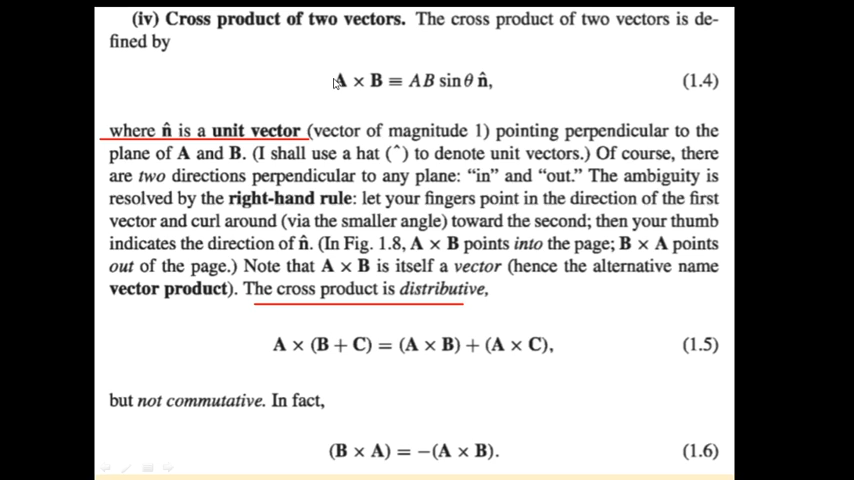 (iv) Cross product of two vectors. The cross product of two vectors is de-
fined by
A × B ≡ AB sin θ n̂, (1.4)
where n̂ is a unit vector (vector of magnitude 1) pointing perpendicular to the
plane of A and B. (I shall use a hat (ˆ) to denote unit vectors.) Of course, there
are two directions perpendicular to any plane: “in” and “out.” The ambiguity is
resolved by the right-hand rule: let your fingers point in the direction of the first
vector and curl around (via the smaller angle) toward the second; then your thumb
indicates the direction of n̂. (In Fig. 1.8, A × B points into the page; B × A points
out of the page.) Note that A × B is itself a vector (hence the alternative name
vector product). The cross product is distributive,
A × (B + C) = (A × B) + (A × C), (1.5)
but not commutative. In fact,
(B × A) = −(A × B). (1.6)